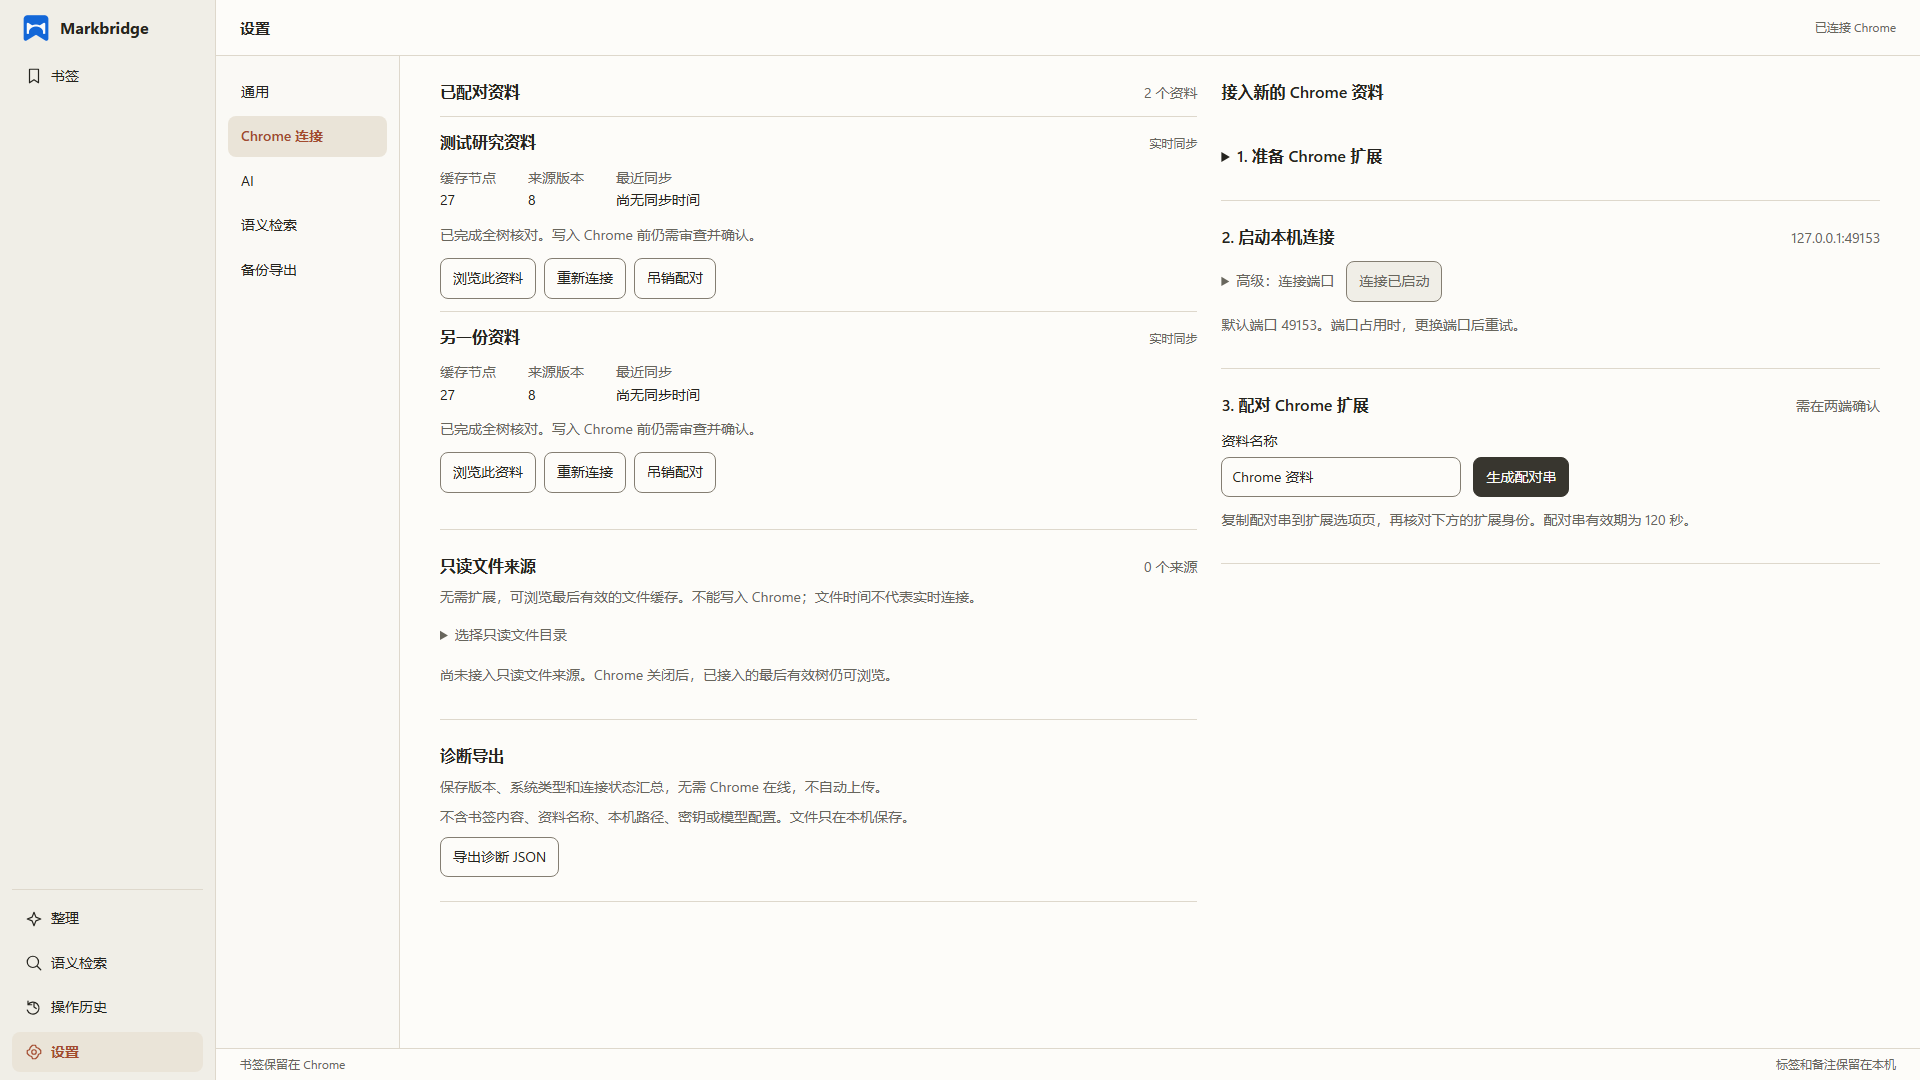 Markbridge
书签
整理
语义检索
操作历史
设置
设置
已连接 Chrome
通用
Chrome 连接
AI
语义检索
备份导出
已配对资料
2 个资料
测试研究资料
实时同步
缓存节点 来源版本 最近同步
27 8 尚无同步时间
已完成全树核对。写入 Chrome 前仍需审查并确认。
浏览此资料 重新连接 吊销配对
另一份资料
实时同步
缓存节点 来源版本 最近同步
27 8 尚无同步时间
已完成全树核对。写入 Chrome 前仍需审查并确认。
浏览此资料 重新连接 吊销配对
只读文件来源
0 个来源
无需扩展，可浏览最后有效的文件缓存。不能写入 Chrome；文件时间不代表实时连接。
选择只读文件目录
尚未接入只读文件来源。Chrome 关闭后，已接入的最后有效树仍可浏览。
诊断导出
保存版本、系统类型和连接状态汇总，无需 Chrome 在线，不自动上传。
不含书签内容、资料名称、本机路径、密钥或模型配置。文件只在本机保存。
导出诊断 JSON
接入新的 Chrome 资料
1. 准备 Chrome 扩展
2. 启动本机连接
127.0.0.1:49153
高级：连接端口 连接已启动
默认端口 49153。端口占用时，更换端口后重试。
3. 配对 Chrome 扩展
需在两端确认
资料名称
Chrome 资料 生成配对串
复制配对串到扩展选项页，再核对下方的扩展身份。配对串有效期为 120 秒。
书签保留在 Chrome
标签和备注保留在本机